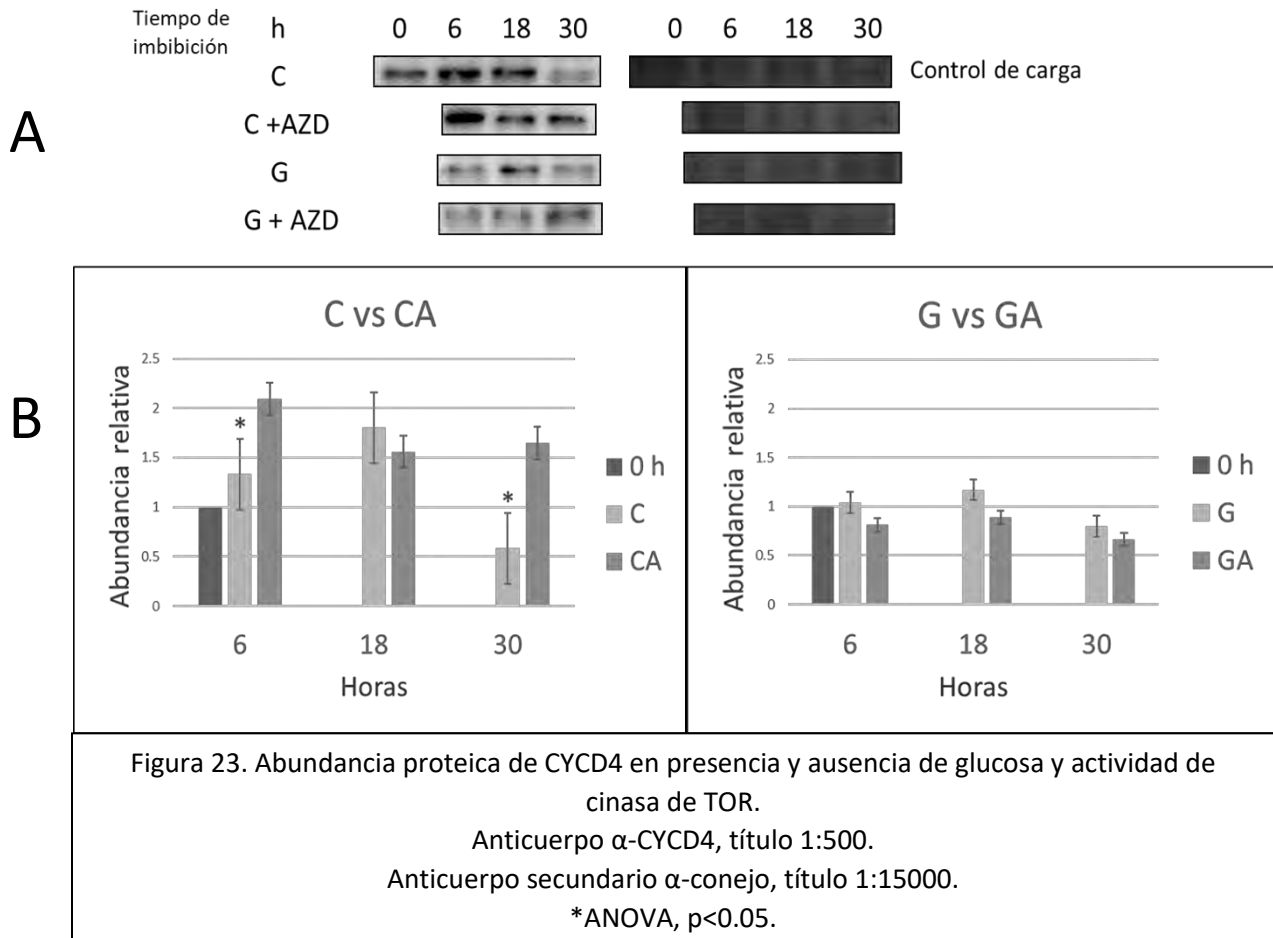 Tiempo de
imbibición
h 0 6 18 30 0 6 18 30
C Control de carga
A
C +AZD
G
G + AZD
B
C vs CA
Abundancia relativa
2.5
2
1.5
1
0.5
0
*
*
6 18 30
Horas
0 h
C
CA
G vs GA
Abundancia relativa
2.5
2
1.5
1
0.5
0
6 18 30
Horas
0 h
G
GA
Figura 23. Abundancia proteica de CYCD4 en presencia y ausencia de glucosa y actividad de
cinasa de TOR.
Anticuerpo α-CYCD4, título 1:500.
Anticuerpo secundario α-conejo, título 1:15000.
*ANOVA, p<0.05.